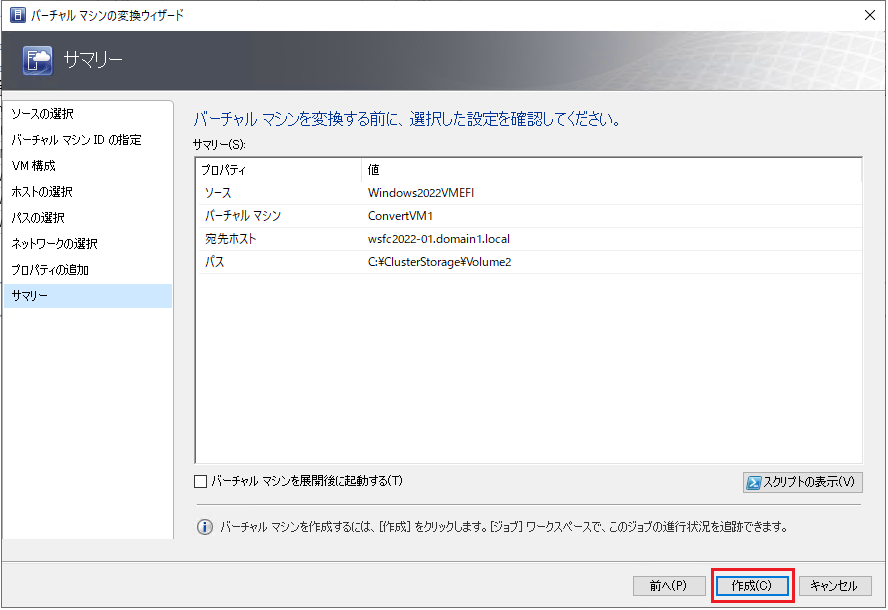 バーチャル マシンの変換ウィザード
サマリー
ソースの選択
バーチャル マシン ID の指定
VM 構成
ホストの選択
パスの選択
ネットワークの選択
プロパティの追加
サマリー
バーチャル マシンを変換する前に、選択した設定を確認してください。
サマリー(S):
プロパティ 値
ソース Windows2022VMEFI
バーチャル マシン ConvertVM1
宛先ホスト wsfc2022-01.domain1.local
パス C:¥ClusterStorage¥Volume2
バーチャル マシンを展開後に起動する(T)
スクリプトの表示(V)
バーチャル マシンを作成するには、[作成] をクリックします。[ジョブ] ワークスペースで、このジョブの進行状況を追跡できます。
前へ(P) 作成(C) キャンセル